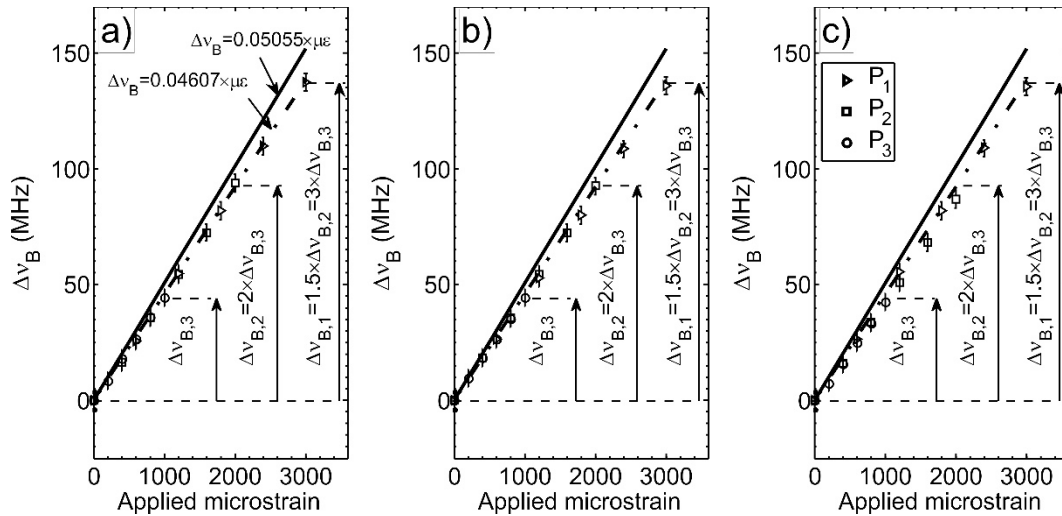 a)
Δν_B=0.05055×με
Δν_B=0.04607×με
Δν_B (MHz)
150
100
50
0
Δν_B,3
Δν_B,2=2×Δν_B,3
Δν_B,1=1.5×Δν_B,2=3×Δν_B,3
0 1000 2000 3000
Applied microstrain
b)
Δν_B (MHz)
150
100
50
0
Δν_B,3
Δν_B,2=2×Δν_B,3
Δν_B,1=1.5×Δν_B,2=3×Δν_B,3
0 1000 2000 3000
Applied microstrain
c)
P_1
P_2
P_3
Δν_B (MHz)
150
100
50
0
Δν_B,3
Δν_B,2=2×Δν_B,3
Δν_B,1=1.5×Δν_B,2=3×Δν_B,3
0 1000 2000 3000
Applied microstrain